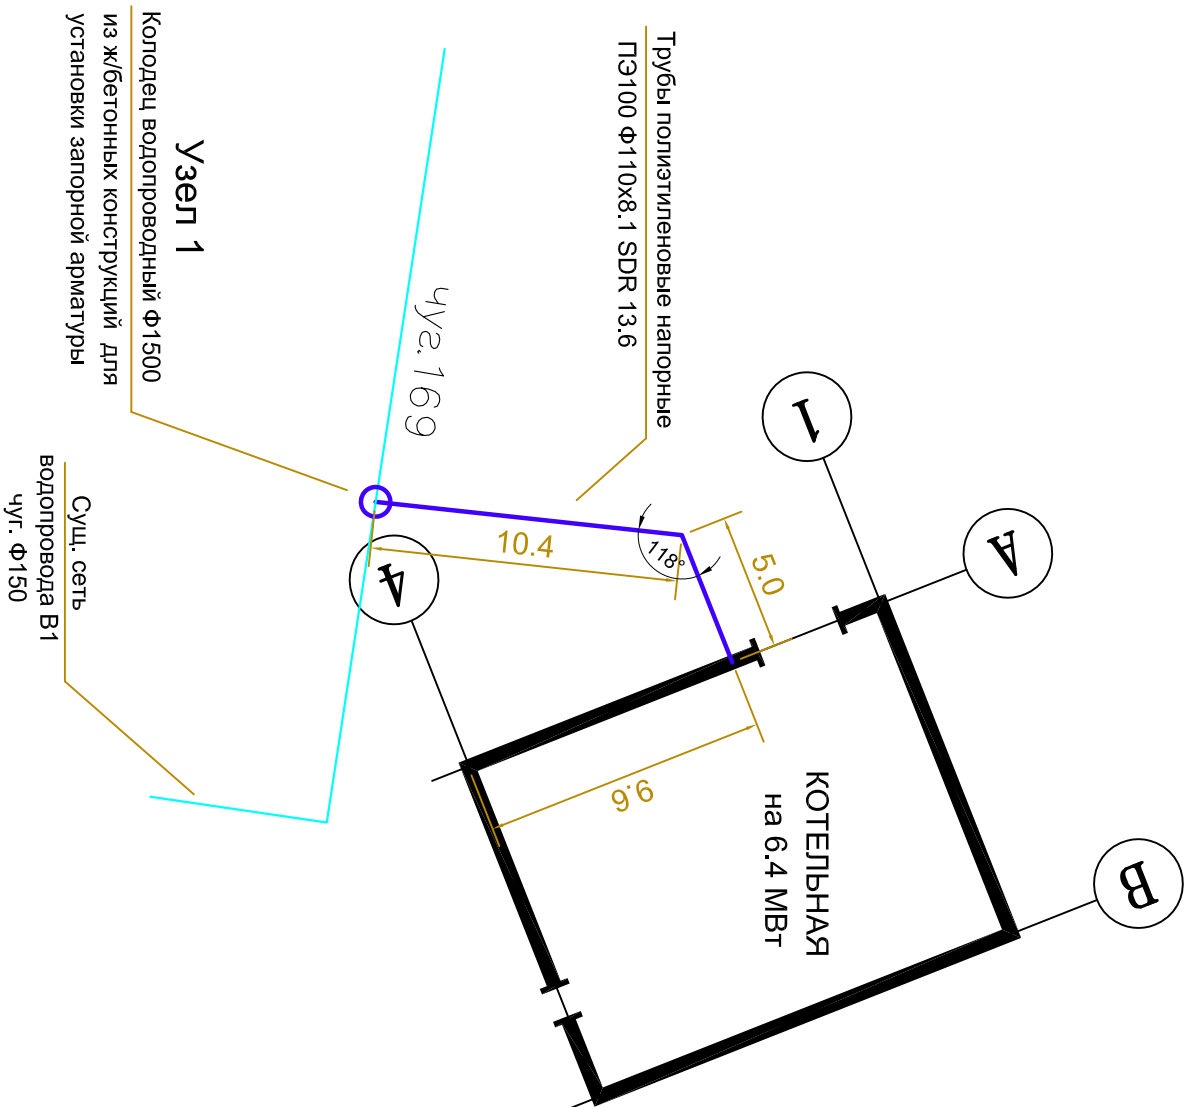 Трубы полиэтиленовые напорные
ПЭ100 Ф110х8.1 SDR 13.6
Узел 1
Колодец водопроводный Ф1500
из ж/бетонных конструкций для
установки запорной арматуры
чуг.169
10.4
118°
5.0
9.6
1
А
4
В
КОТЕЛЬНАЯ
на 6.4 МВт
Сущ. сеть
водопровода В1
чуг. Ф150